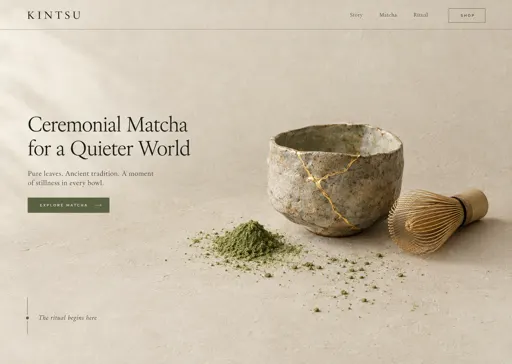 KINTSU
Story
Matcha
Ritual
SHOP
Ceremonial Matcha
for a Quieter World
Pure leaves. Ancient tradition. A moment
of stillness in every bowl.
EXPLORE MATCHA
The ritual begins here